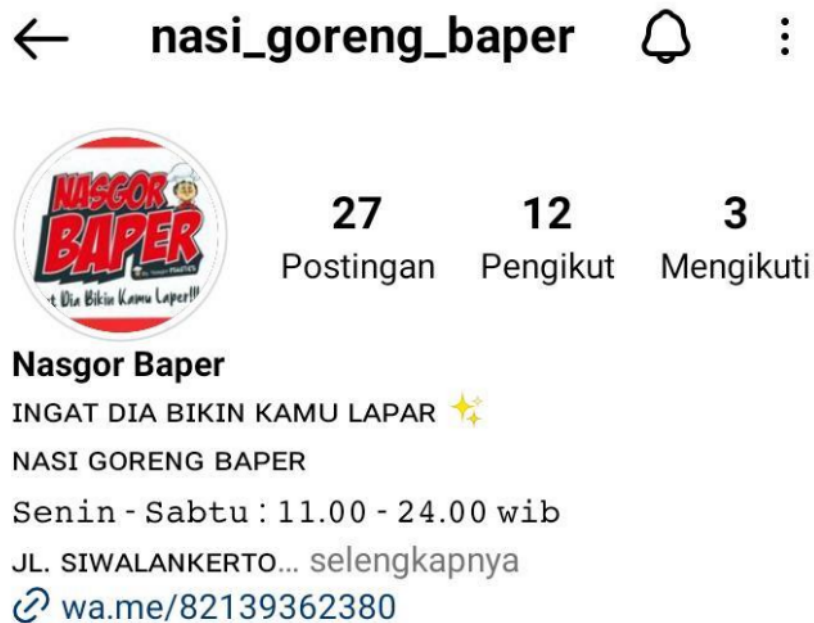 nasi_goreng_baper
NASGOR
BAPER
t Dia Bikin Kamu Laper!!!
27 12 3
Postingan Pengikut Mengikuti
Nasgor Baper
INGAT DIA BIKIN KAMU LAPAR ✨
NASI GORENG BAPER
Senin - Sabtu : 11.00 - 24.00 wib
JL. SIWALANKERTO... selengkapnya
wa.me/82139362380